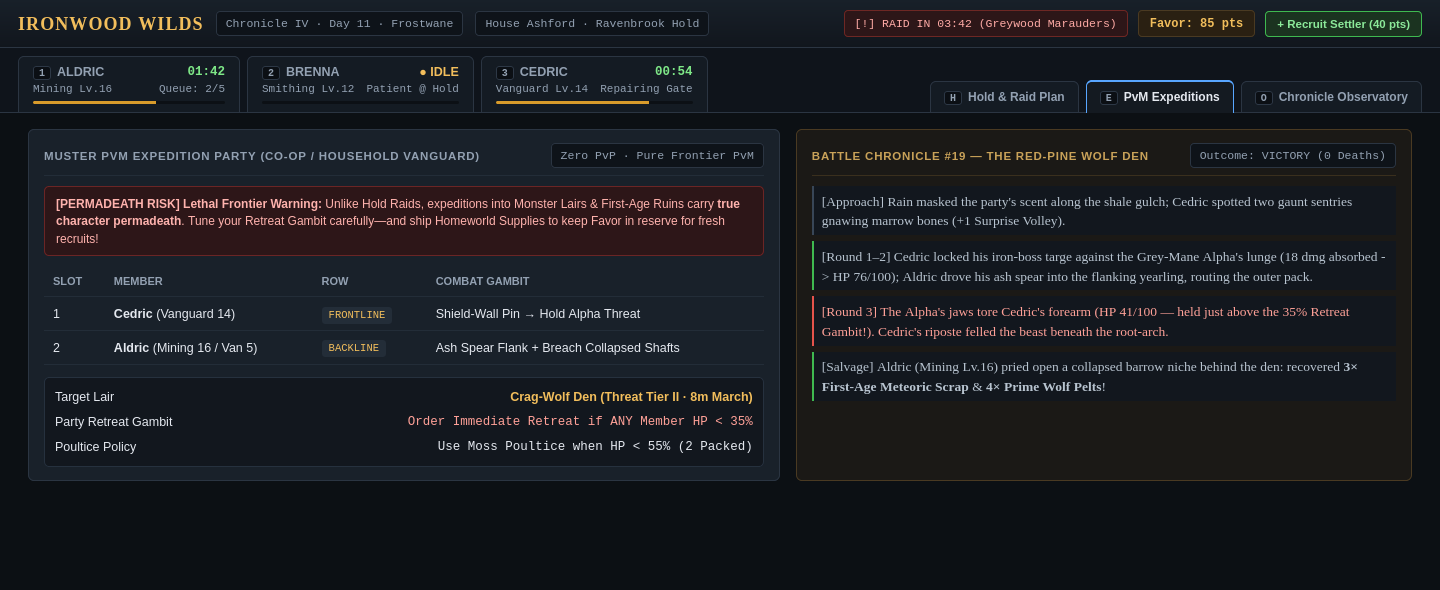 IRONWOOD WILDS
Chronicle IV · Day 11 · Frostwane
House Ashford · Ravenbrook Hold
[!] RAID IN 03:42 (Greywood Marauders)
Favor: 85 pts
+ Recruit Settler (40 pts)
1 ALDRIC 01:42
Mining Lv.16 Queue: 2/5
2 BRENNA ● IDLE
Smithing Lv.12 Patient @ Hold
3 CEDRIC 00:54
Vanguard Lv.14 Repairing Gate
H Hold & Raid Plan
E PvM Expeditions
O Chronicle Observatory
MUSTER PVM EXPEDITION PARTY (CO-OP / HOUSEHOLD VANGUARD)
Zero PvP · Pure Frontier PvM
[PERMADEATH RISK] Lethal Frontier Warning: Unlike Hold Raids, expeditions into Monster Lairs & First-Age Ruins carry true
character permadeath. Tune your Retreat Gambit carefully—and ship Homeworld Supplies to keep Favor in reserve for fresh
recruits!
SLOT MEMBER ROW COMBAT GAMBIT
1 Cedric (Vanguard 14) FRONTLINE Shield-Wall Pin → Hold Alpha Threat
2 Aldric (Mining 16 / Van 5) BACKLINE Ash Spear Flank + Breach Collapsed Shafts
Target Lair Crag-Wolf Den (Threat Tier II · 8m March)
Party Retreat Gambit Order Immediate Retreat if ANY Member HP < 35%
Poultice Policy Use Moss Poultice when HP < 55% (2 Packed)
BATTLE CHRONICLE #19 — THE RED-PINE WOLF DEN
Outcome: VICTORY (0 Deaths)
[Approach] Rain masked the party's scent along the shale gulch; Cedric spotted two gaunt sentries
gnawing marrow bones (+1 Surprise Volley).
[Round 1–2] Cedric locked his iron-boss targe against the Grey-Mane Alpha's lunge (18 dmg absorbed -
> HP 76/100); Aldric drove his ash spear into the flanking yearling, routing the outer pack.
[Round 3] The Alpha's jaws tore Cedric's forearm (HP 41/100 — held just above the 35% Retreat
Gambit!). Cedric's riposte felled the beast beneath the root-arch.
[Salvage] Aldric (Mining Lv.16) pried open a collapsed barrow niche behind the den: recovered 3×
First-Age Meteoric Scrap & 4× Prime Wolf Pelts!